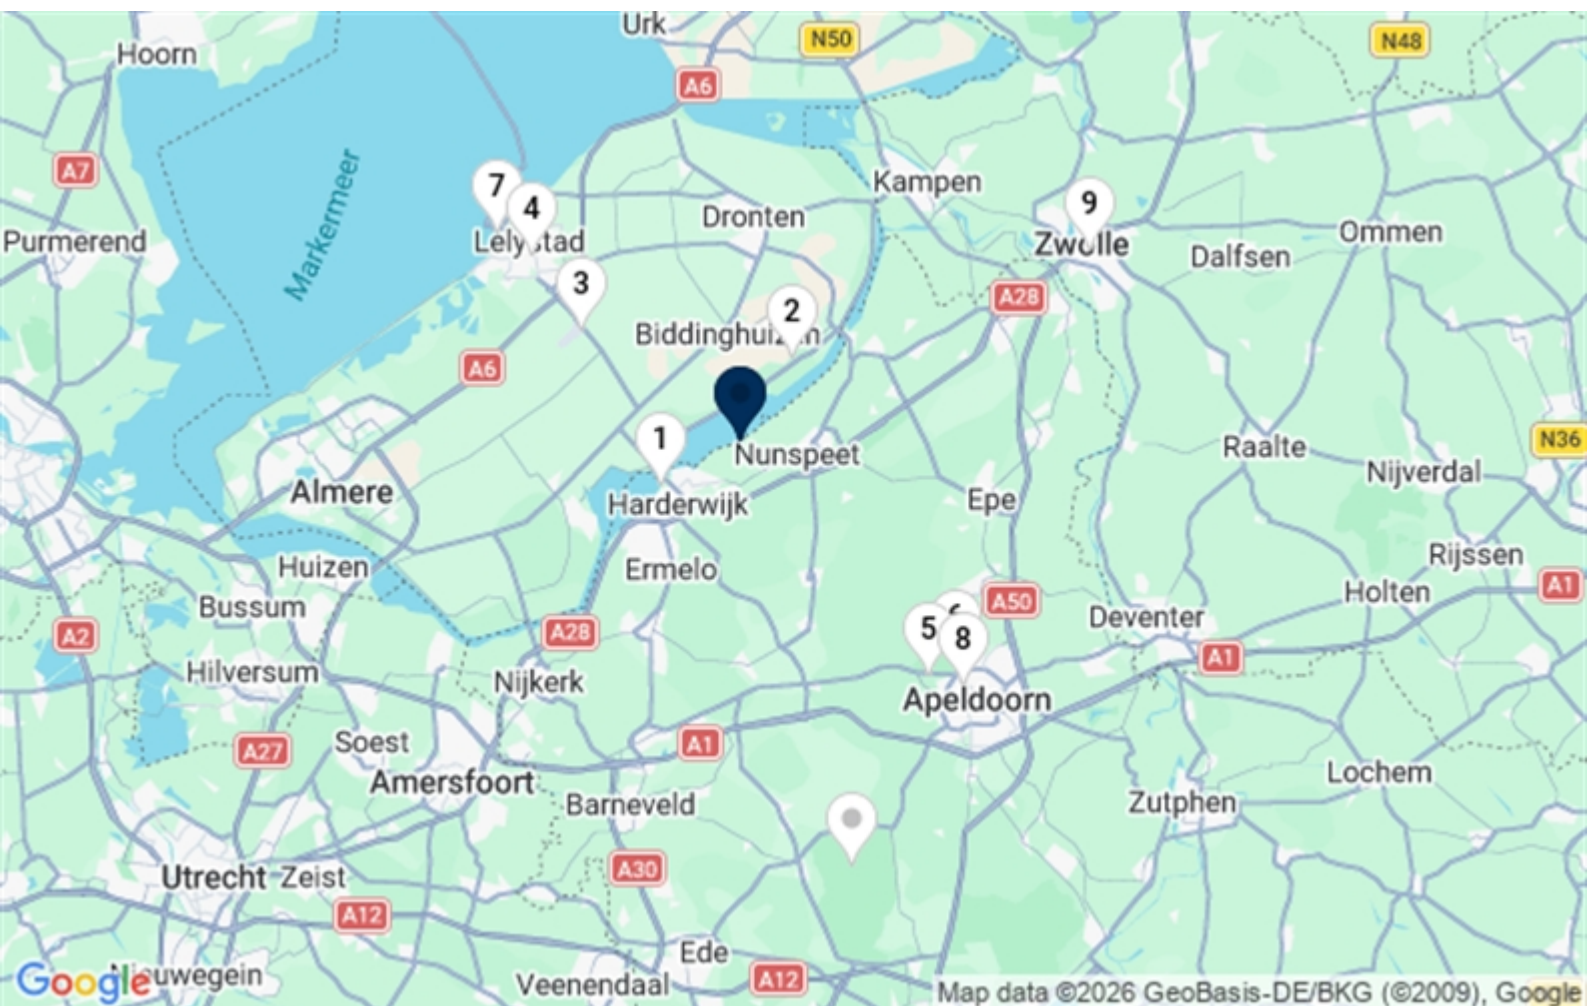 Urk
N50
N48
Hoorn
A6
A7
Markermeer
7
Kampen
4
9
Dronten
Purmerend
Lelystad
Zwolle
Ommen
Dalfsen
3
A28
2
Biddinghuizen
A6
1
N36
Nunspeet
Raalte
Nijverdal
Almere
Harderwijk
Epe
Rijssen
Huizen
Ermelo
A1
Holten
Bussum
A50
6
Deventer
5
8
A2
A28
A1
Hilversum
Nijkerk
Apeldoorn
Soest
A27
A1
Lochem
Amersfoort
Barneveld
Zutphen
A30
Utrecht
Zeist
A12
Ede
Google
Nieuwegein
Veenendaal
A12
Map data ©2026 GeoBasis-DE/BKG (©2009), Google